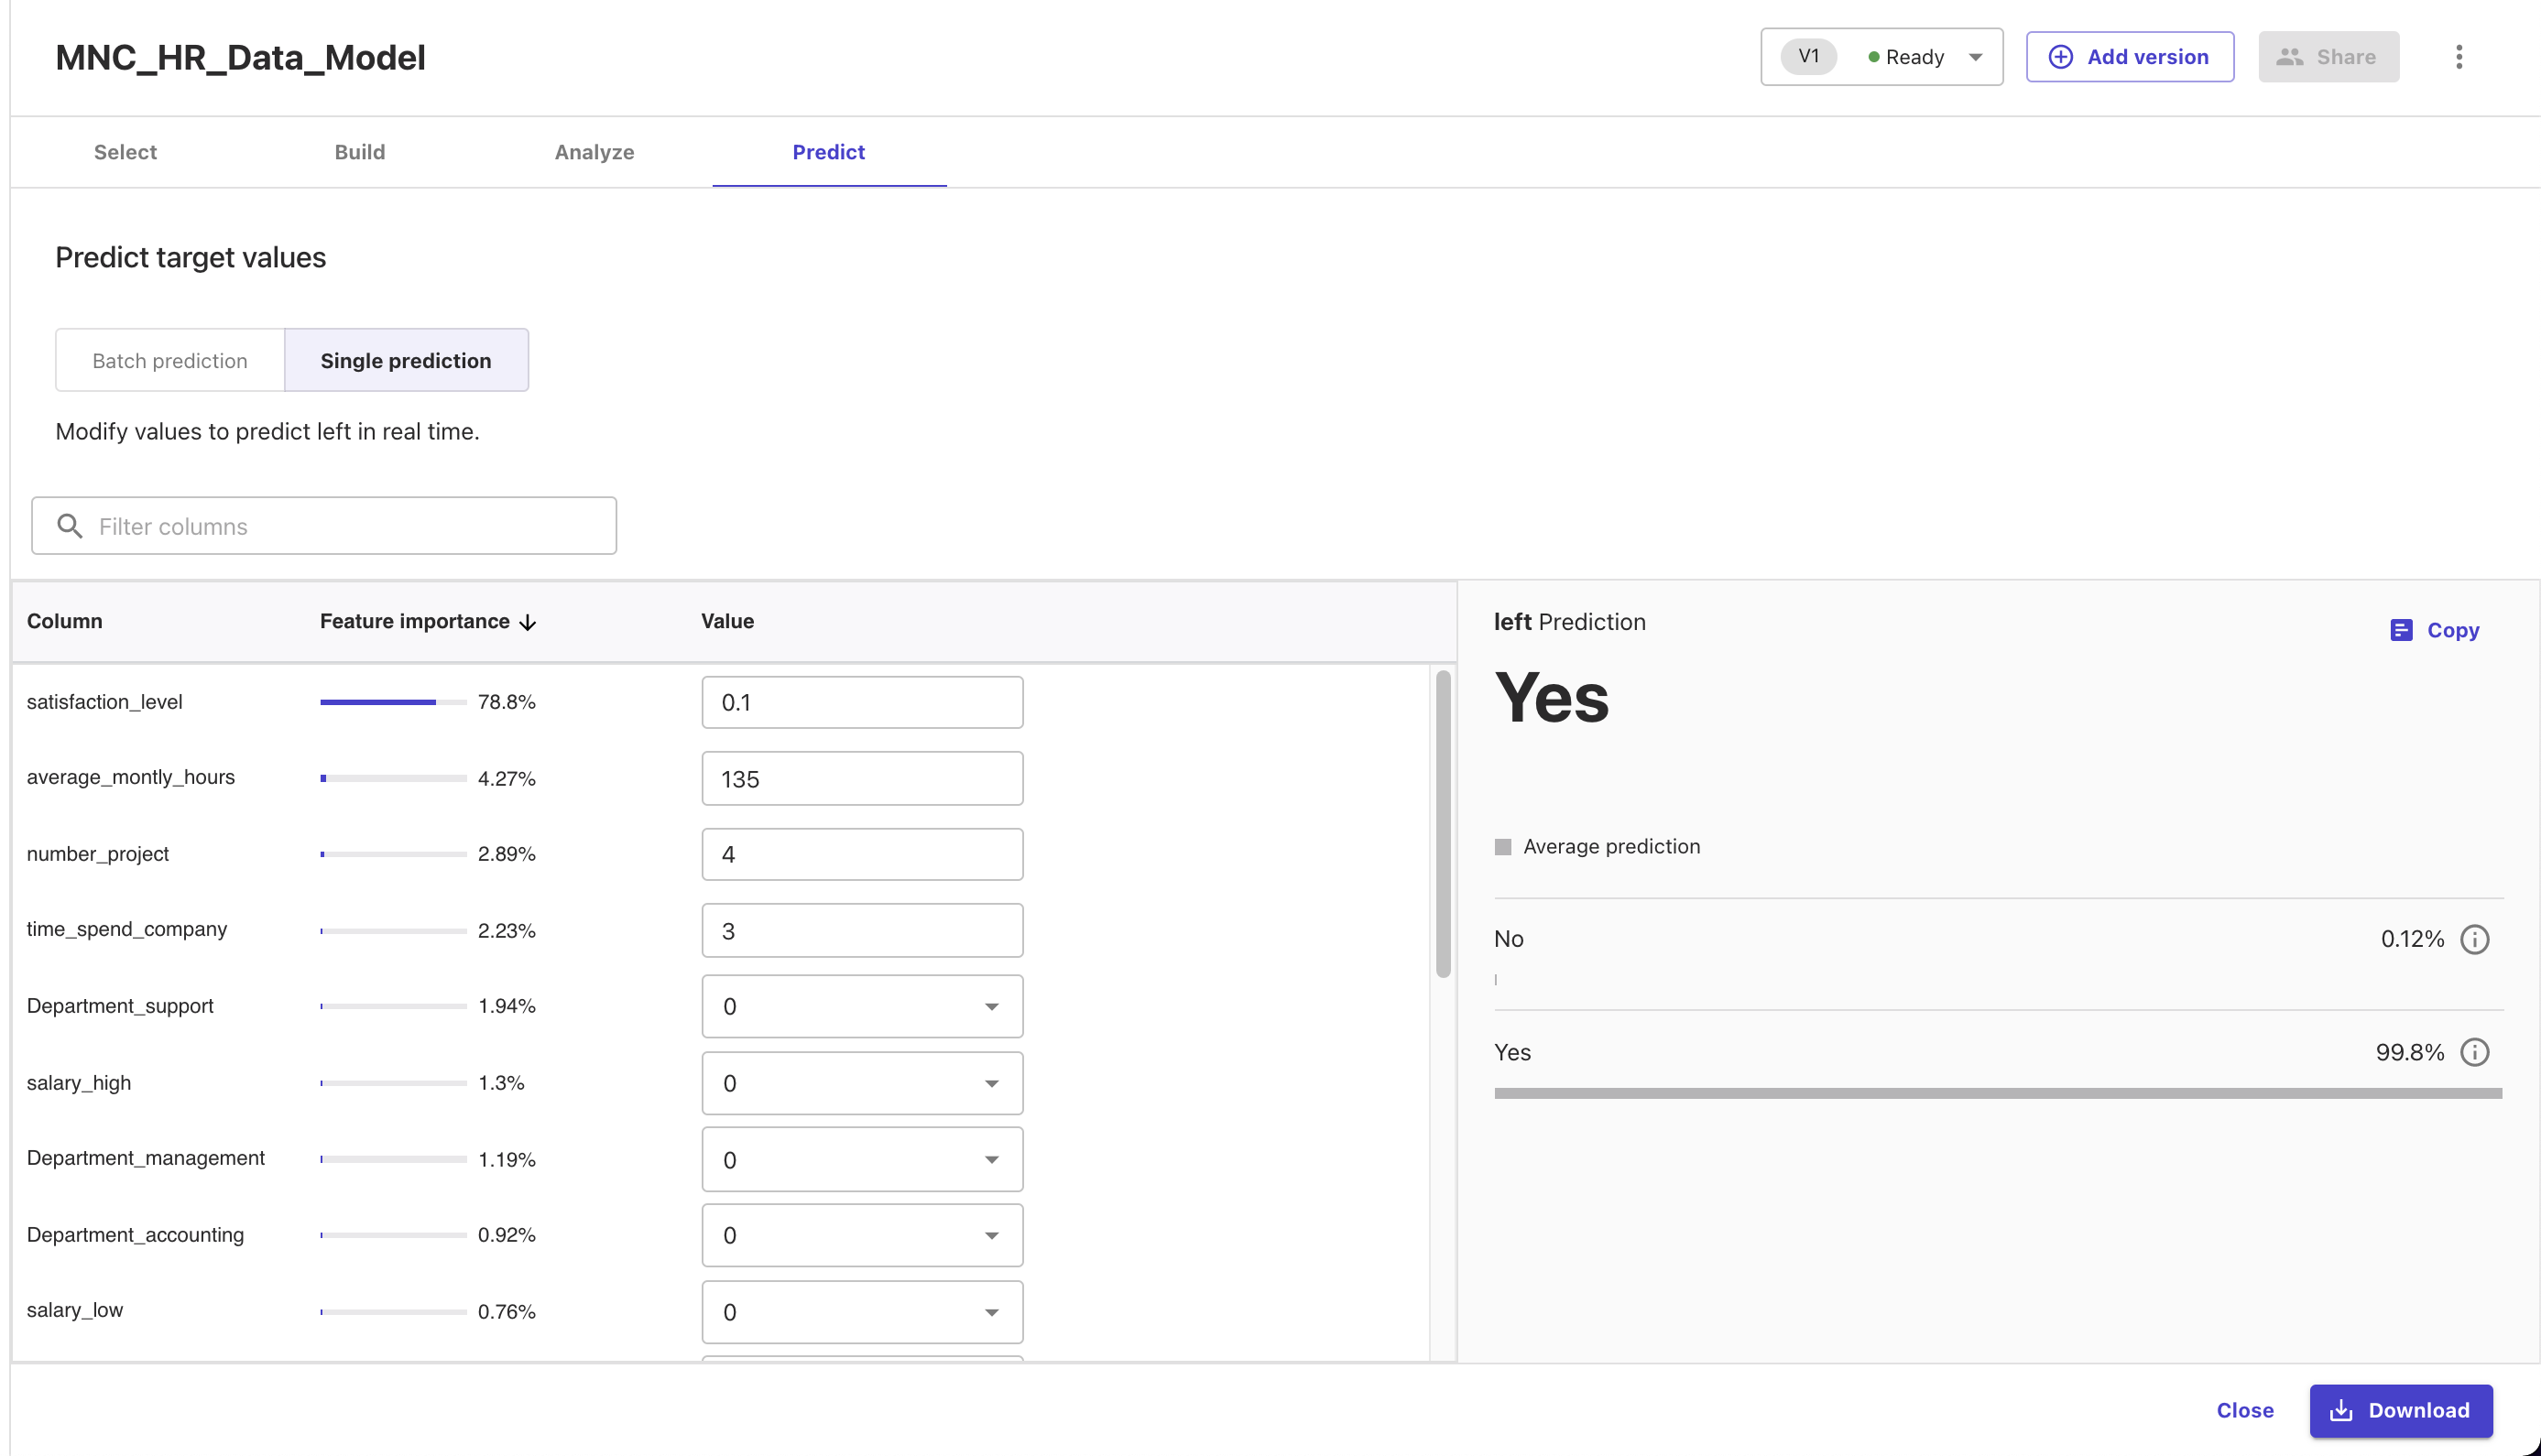 MNC_HR_Data_Model
V1 Ready Add version Share
Select Build Analyze Predict
Predict target values
Batch prediction Single prediction
Modify values to predict left in real time.
Filter columns
Column Feature importance Value
satisfaction_level 78.8% 0.1
average_montly_hours 4.27% 135
number_project 2.89% 4
time_spend_company 2.23% 3
Department_support 1.94% 0
salary_high 1.3% 0
Department_management 1.19% 0
Department_accounting 0.92% 0
salary_low 0.76% 0
left Prediction
Copy
Yes
Average prediction
No 0.12%
Yes 99.8%
Close Download